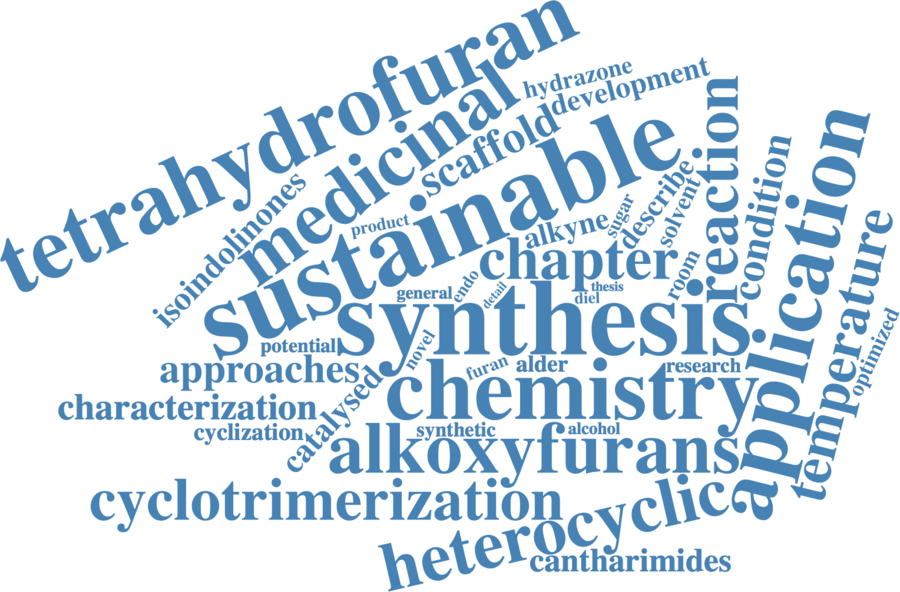 tetrahydrofuran
hydrazone
development
medicinal
scaffold
isoindolinones
sustainable
reaction
condition
application
product
alkyne
sugar
describe
solvent
chapter
room
temperature
endo
detail
thesis
diel
general
synthesis
optimized
potential
novel
approaches
furan
alder
research
chemistry
characterization
catalysed
cyclization
synthetic
alcohol
alkoxyfurans
cyclotrimerization
heterocyclic
cantharimides